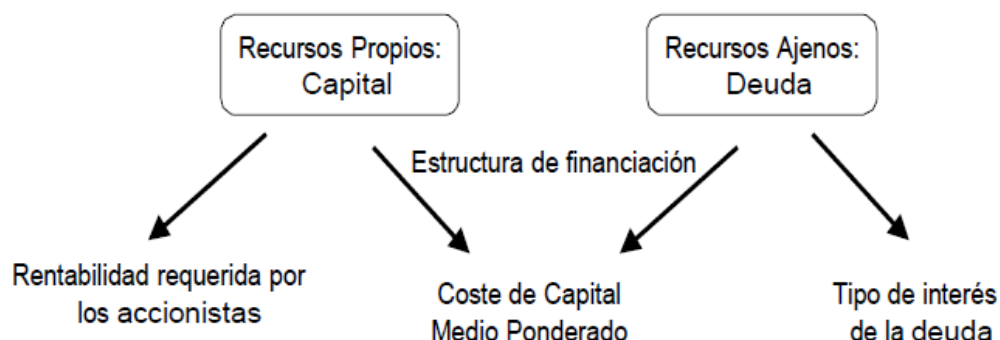 Recursos Propios:
Capital
Recursos Ajenos:
Deuda
Estructura de financiación
Rentabilidad requerida por
los accionistas
Coste de Capital
Medio Ponderado
Tipo de interés
de la deuda